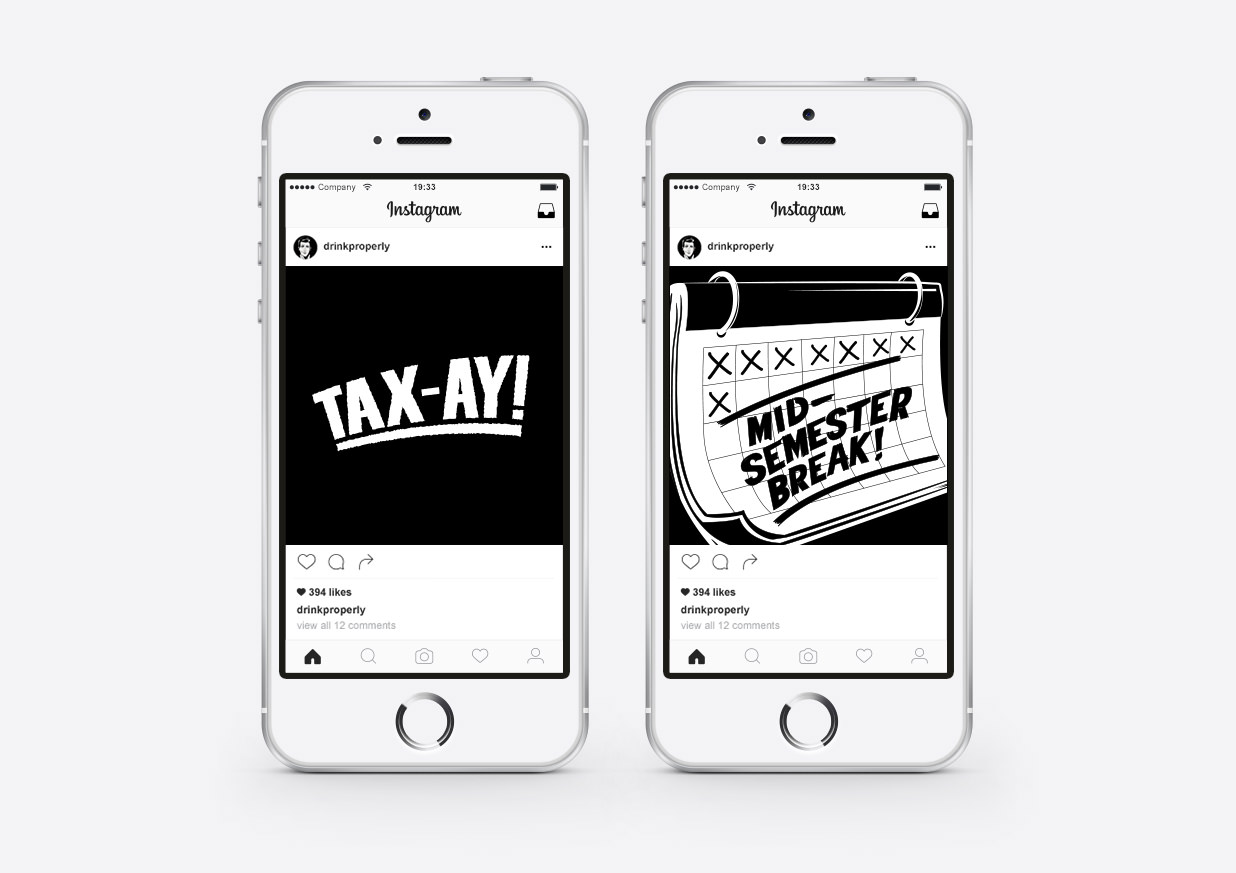 Company
19:33
Instagram
drinkproperly
TAX-AY!
394 likes
drinkproperly
view all 12 comments
Company
19:33
Instagram
drinkproperly
MID-
SEMESTER
BREAK!
394 likes
drinkproperly
view all 12 comments